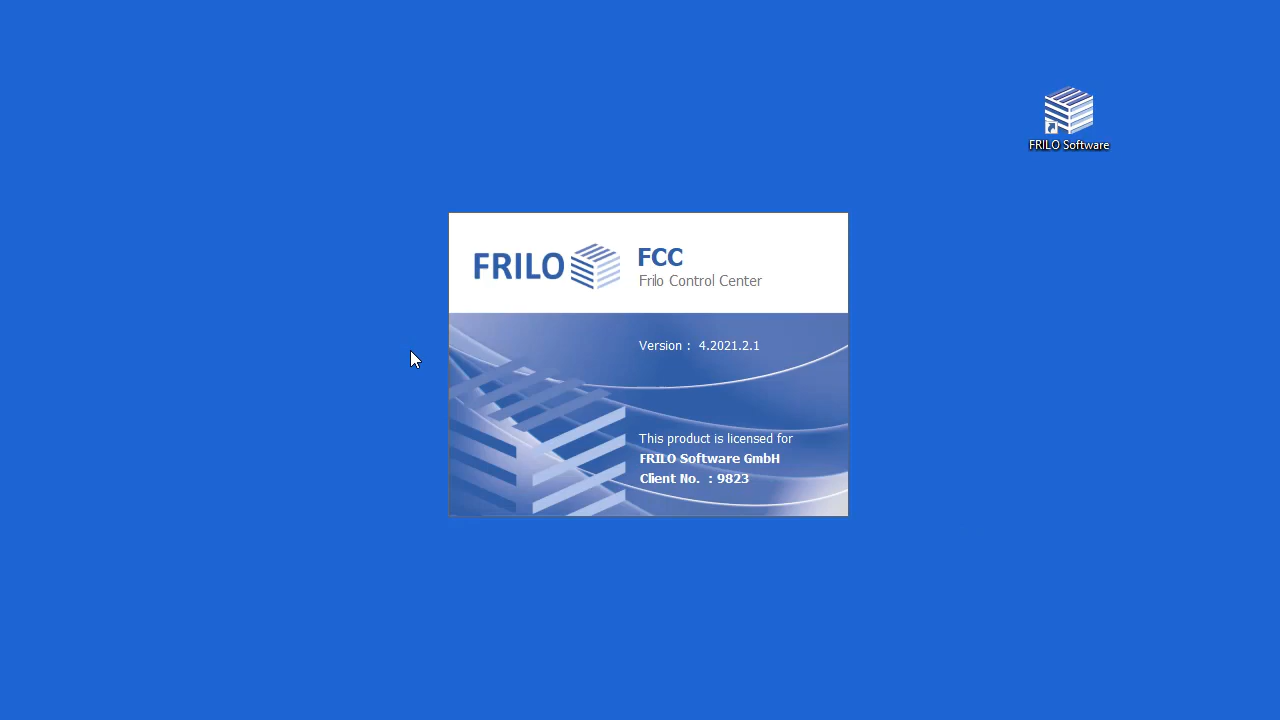 FRILO Software
FRILO
FCC
Frilo Control Center
Version : 4.2021.2.1
This product is licensed for
FRILO Software GmbH
Client No. : 9823